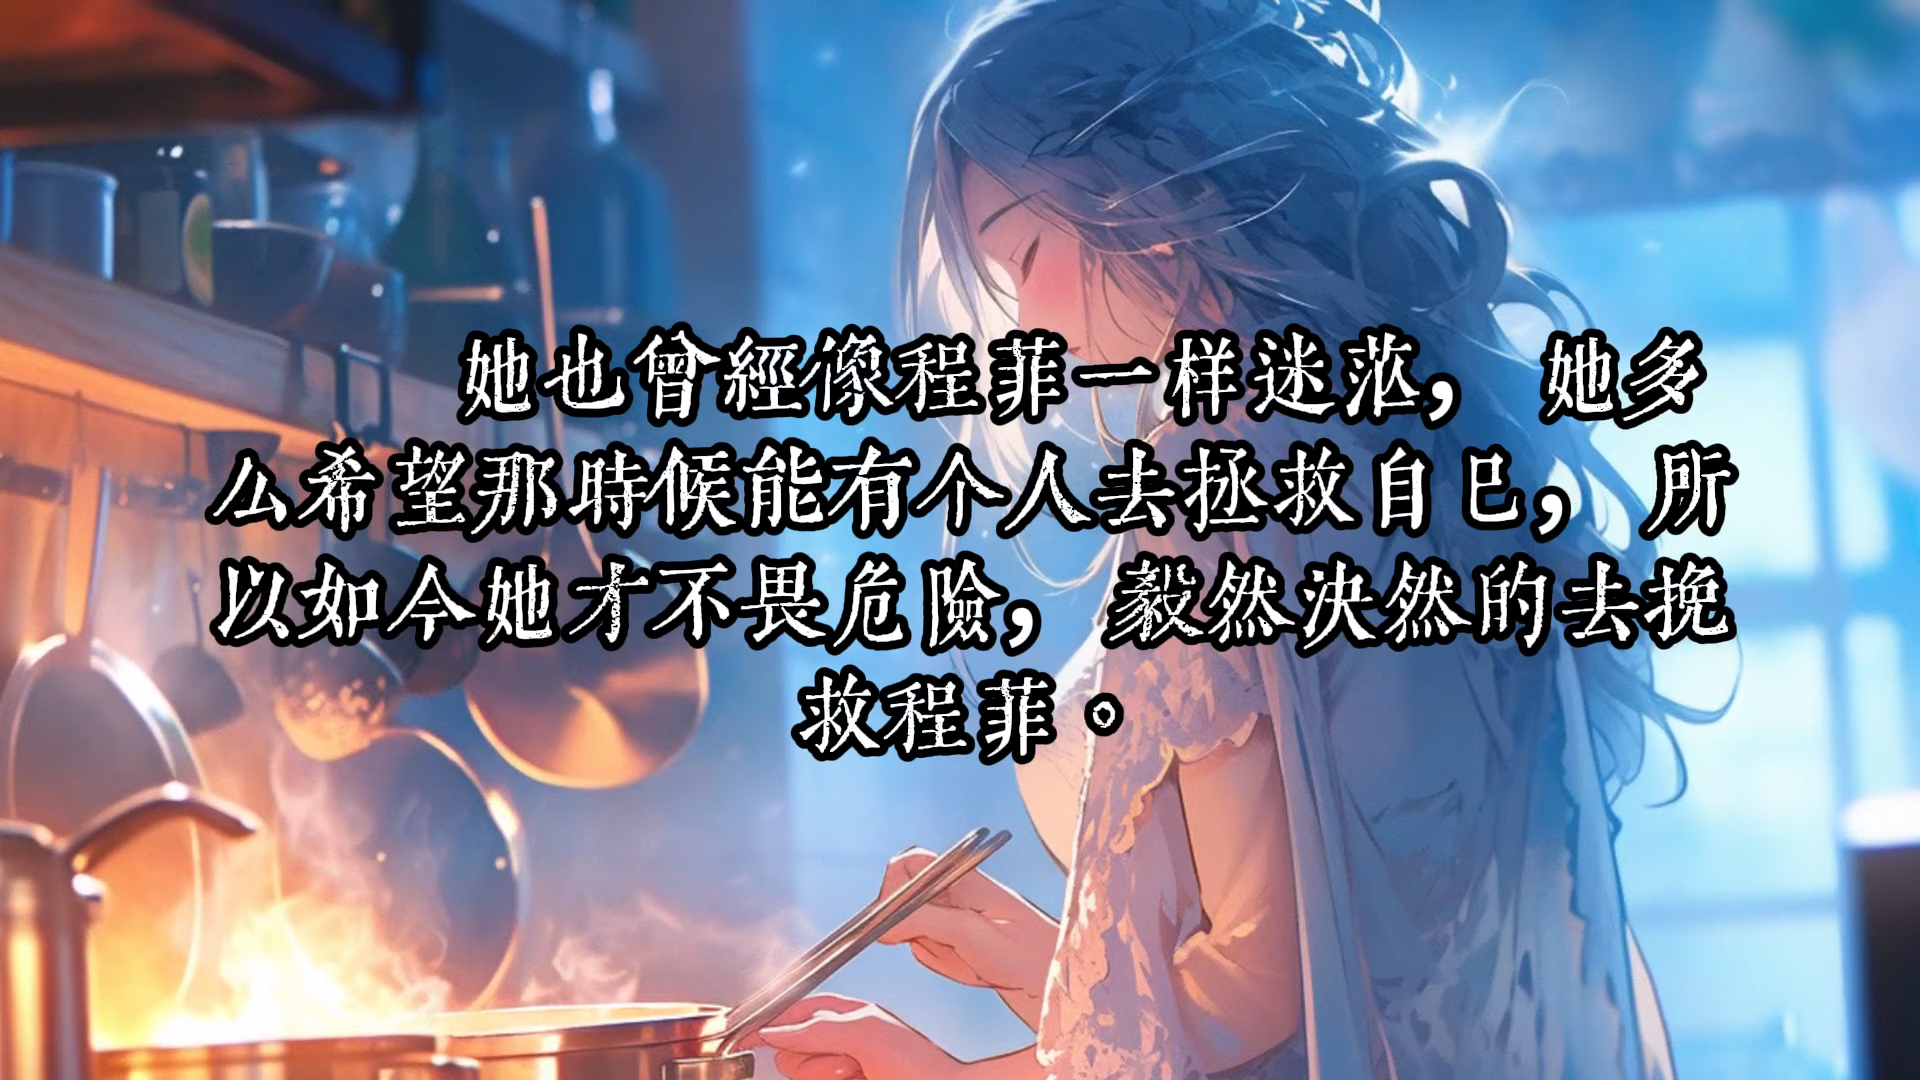 她也曾經像程菲一样迷茫，她多
么希望那時候能有个人去拯救自已，所
以如今她才不畏危險，毅然決然的去挽
救程菲。